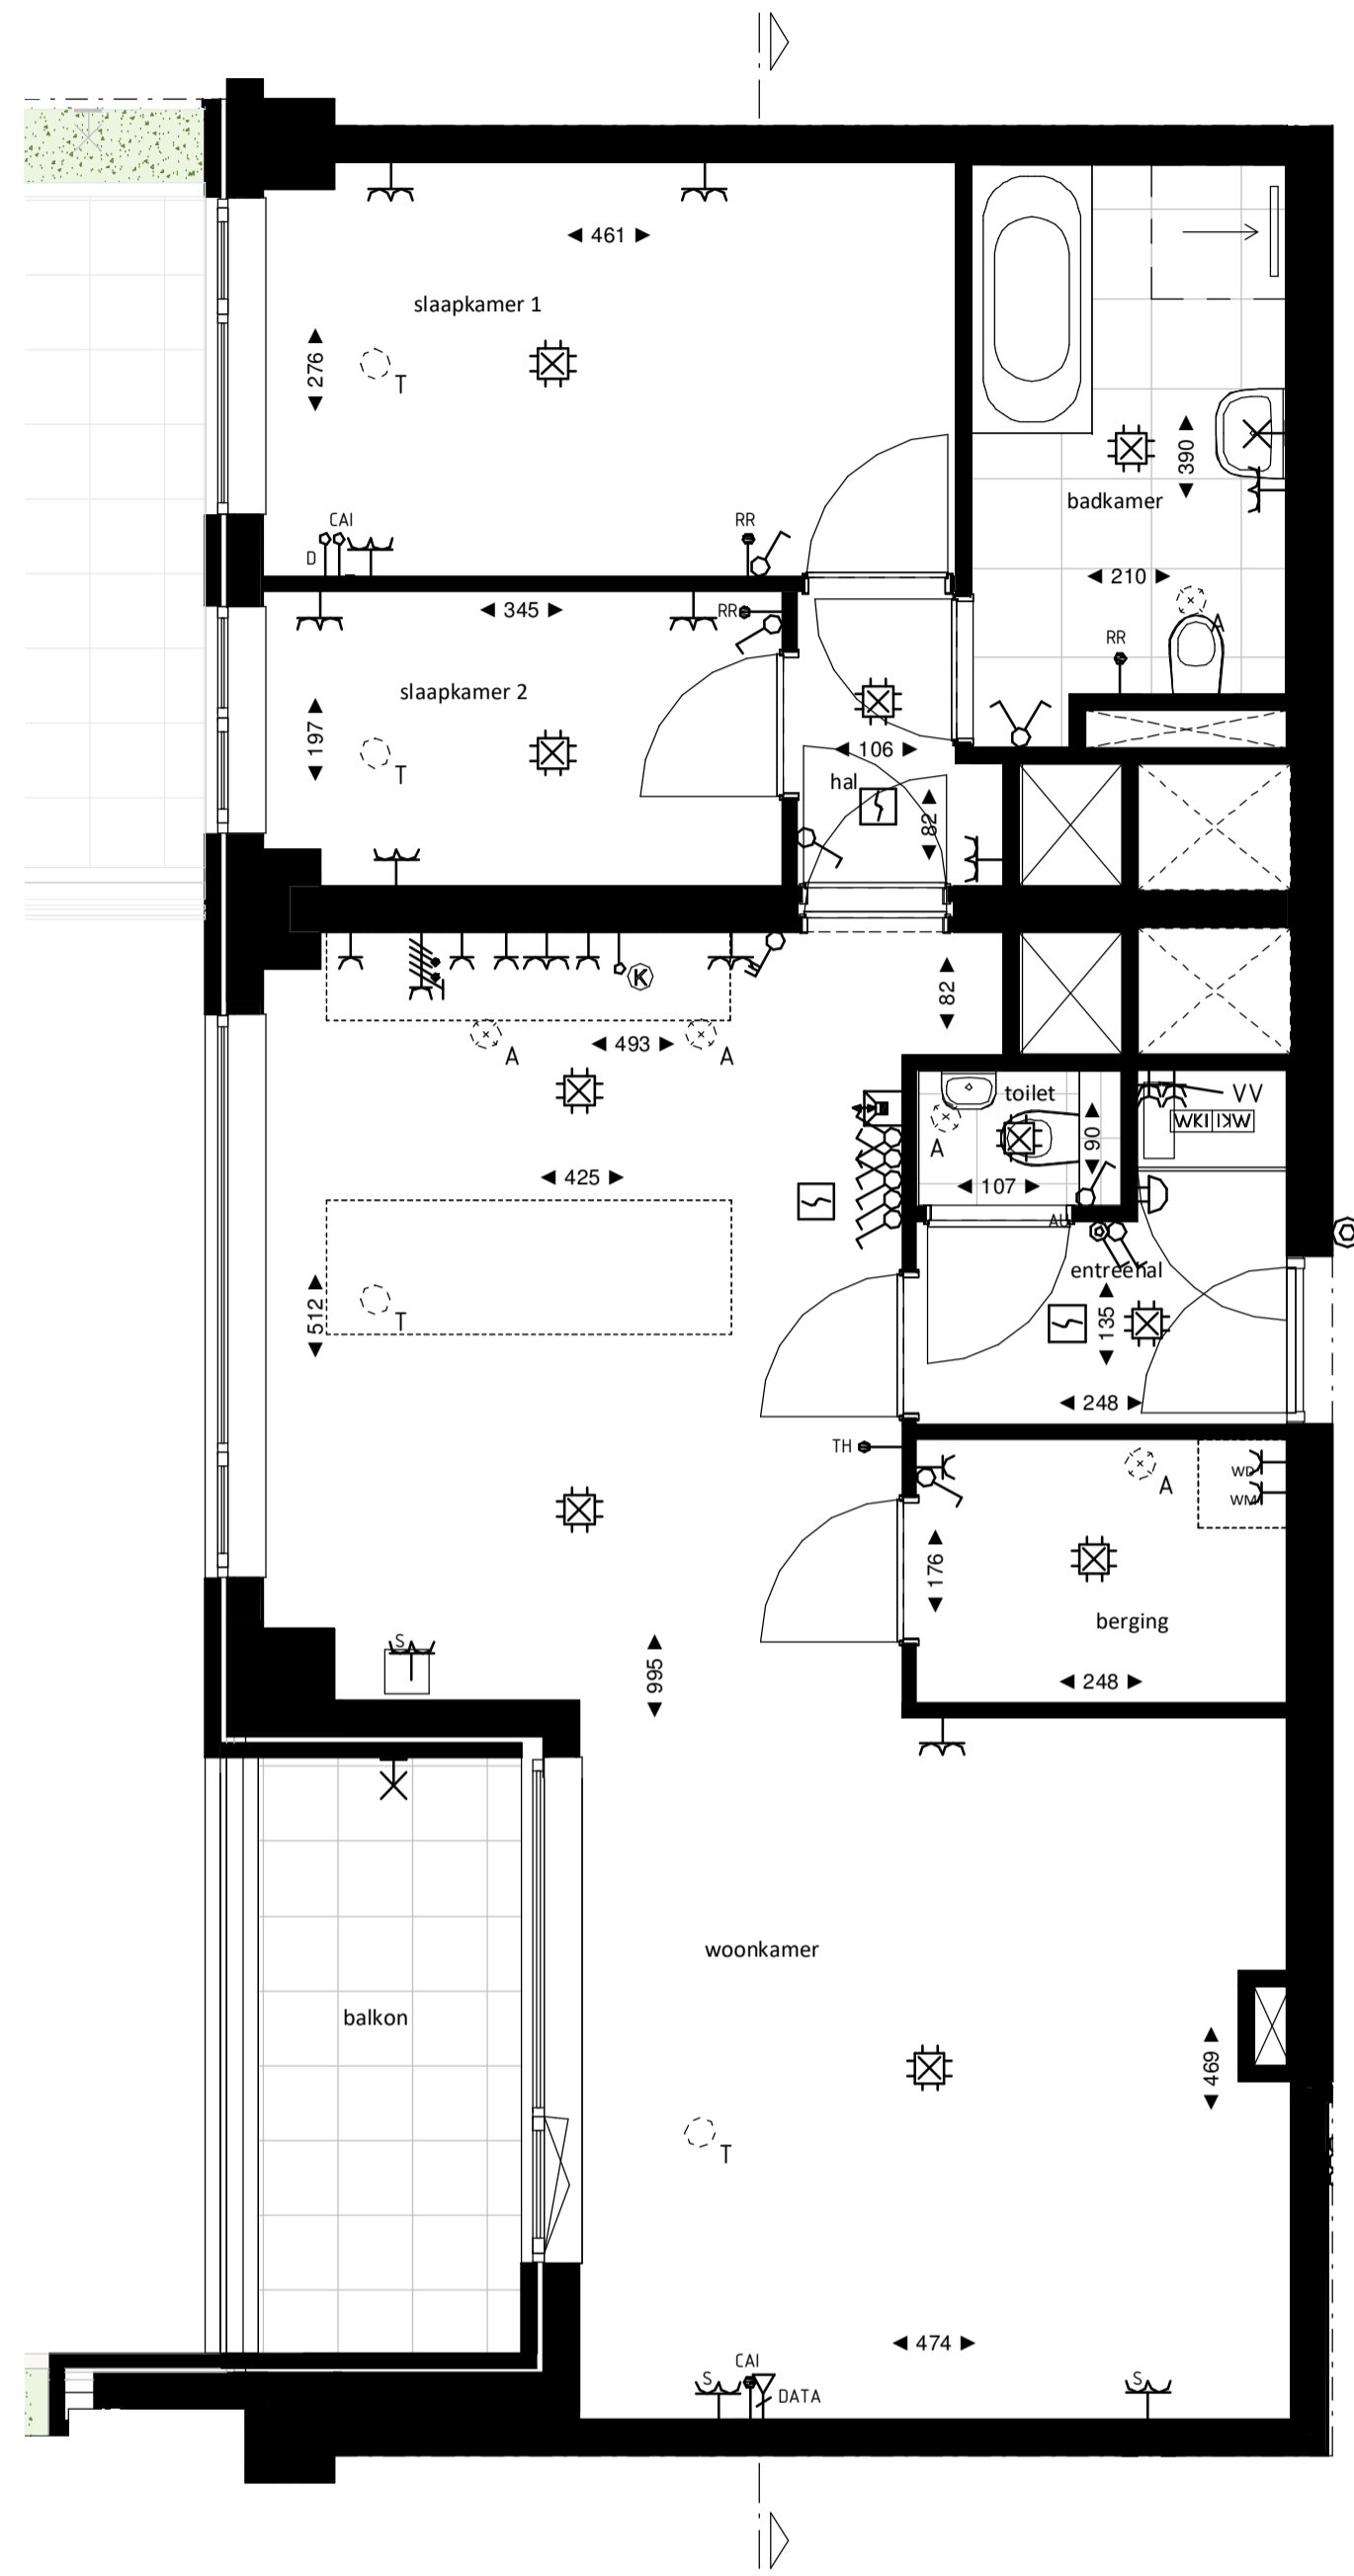 461
slaapkamer 1
276
T
390
badkamer
CAI
D
RR
210
A
RR
345
RR
slaapkamer 2
197
T
106
hal
82
K
82
A
A
493
toilet
VV
WKI
WKI
90
A
425
107
AU
entreehal
512
T
135
248
TH
A
WD
WM
176
berging
S
995
248
woonkamer
balkon
469
T
474
CAI
S
DATA
S